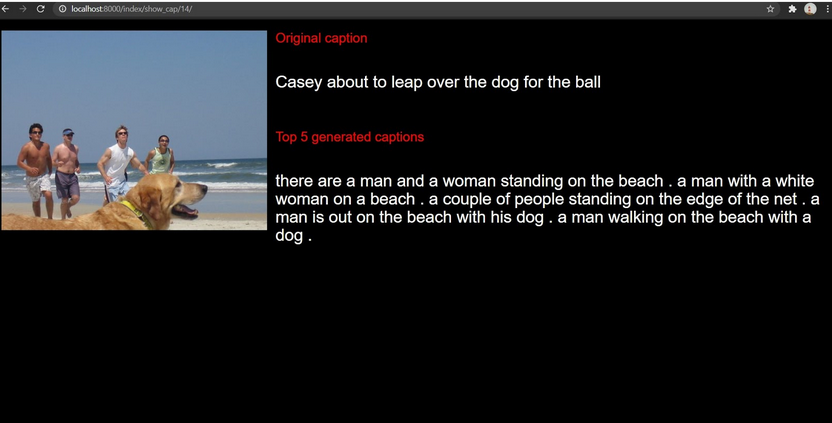 localhost:8000/index/show_cap/14/
Original caption
Casey about to leap over the dog for the ball
Top 5 generated captions
there are a man and a woman standing on the beach . a man with a white
woman on a beach . a couple of people standing on the edge of the net . a
man is out on the beach with his dog . a man walking on the beach with a
dog .